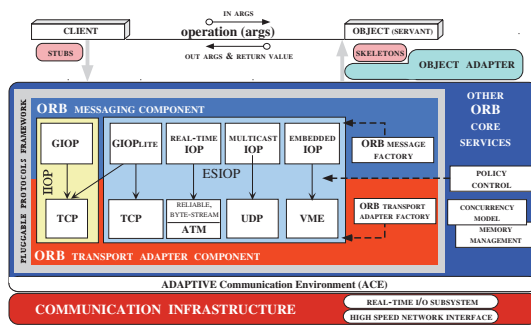 IN ARGS
CLIENT
operation (args)
OBJECT (SERVANT)
OUT ARGS & RETURN VALUE
STUBS
SKELETONS
OBJECT ADAPTER
PLUGGABLE PROTOCOLS FRAMEWORK
ORB MESSAGING COMPONENT
OTHER
ORB
CORE
SERVICES
GIOP
GIOPLITE
REAL-TIME
IOP
MULTICAST
IOP
EMBEDDED
IOP
ORB MESSAGE
FACTORY
IIOP
ESIOP
POLICY
CONTROL
RELIABLE,
BYTE-STREAM
TCP
TCP
ATM
UDP
VME
ORB TRANSPORT
ADAPTER FACTORY
CONCURRENCY
MODEL
MEMORY
MANAGEMENT
ORB TRANSPORT ADAPTER COMPONENT
ADAPTIVE Communication Environment (ACE)
COMMUNICATION INFRASTRUCTURE
REAL-TIME I/O SUBSYSTEM
HIGH SPEED NETWORK INTERFACE